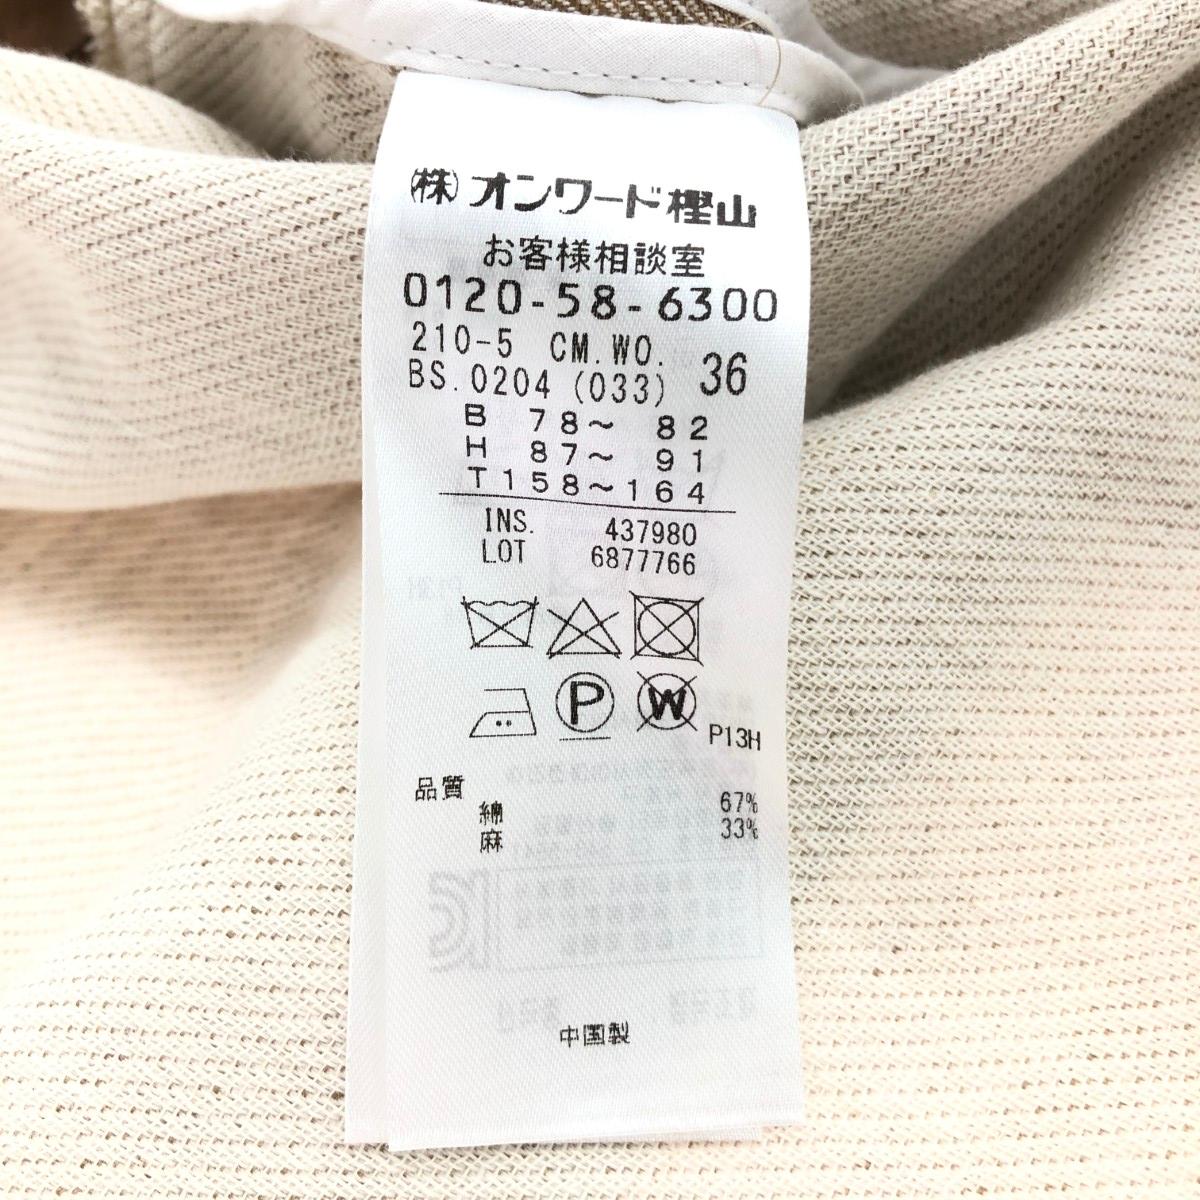 (株)オンワード樫山
お客様相談室
0120-58-6300
210-5 CM.WO. 36
BS.0204 (033)
B 78～ 82
H 87～ 91
T158～164
INS. 437980
LOT 6877766
P W P13H
品質
綿 67%
麻 33%
中国製